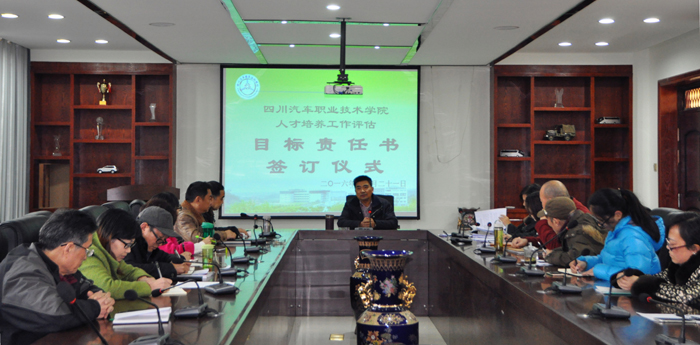 四川汽车职业技术学院
人才培养工作评估
目标责任书
签订仪式